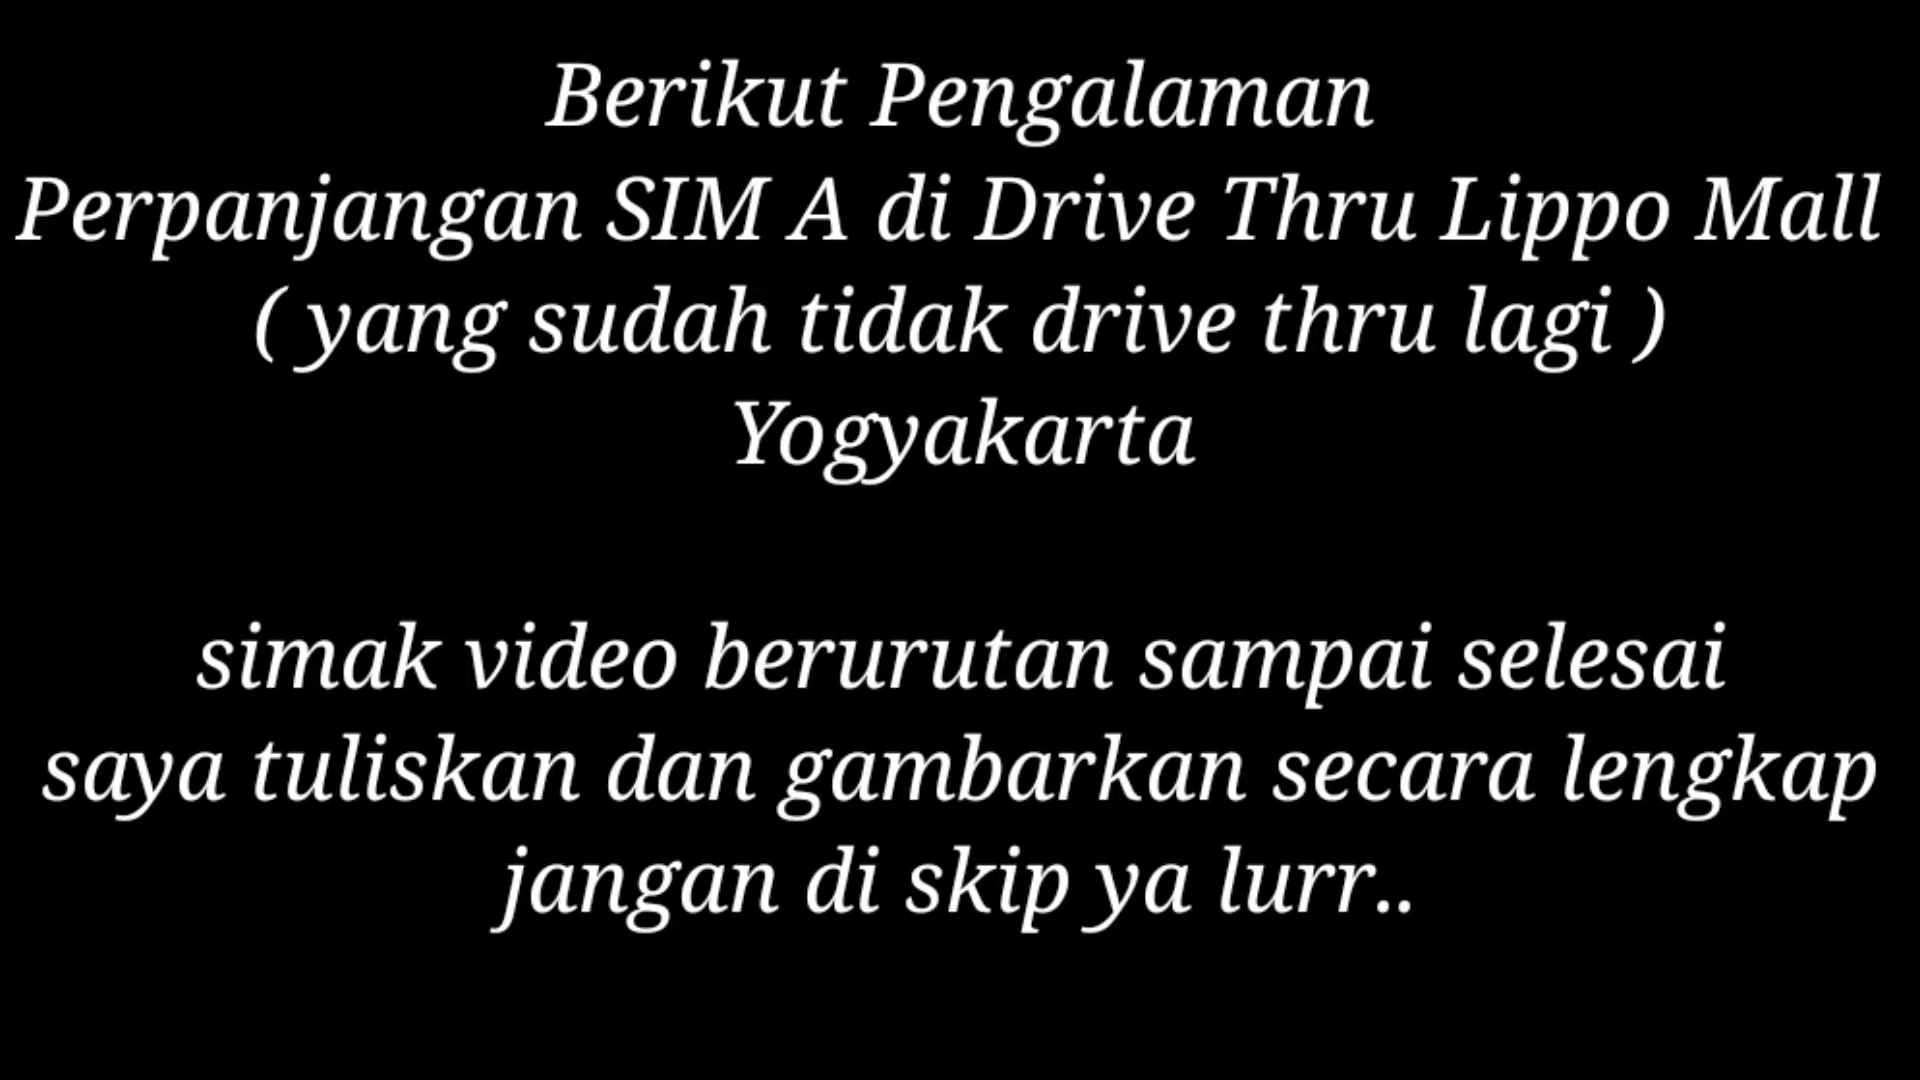 Berikut Pengalaman
Perpanjangan SIM A di Drive Thru Lippo Mall
( yang sudah tidak drive thru lagi )
Yogyakarta
simak video berurutan sampai selesai
saya tuliskan dan gambarkan secara lengkap
jangan di skip ya lurr..